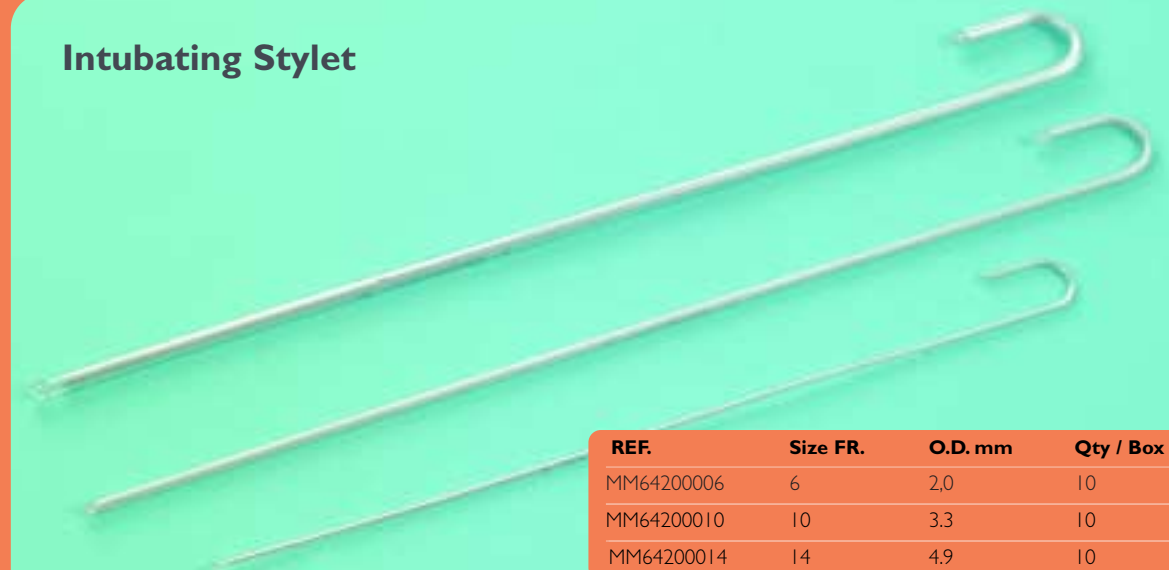 Intubating Stylet
REF. Size FR. O.D. mm Qty / Box
MM64200006 6 2,0 10
MM64200010 10 3.3 10
MM64200014 14 4.9 10